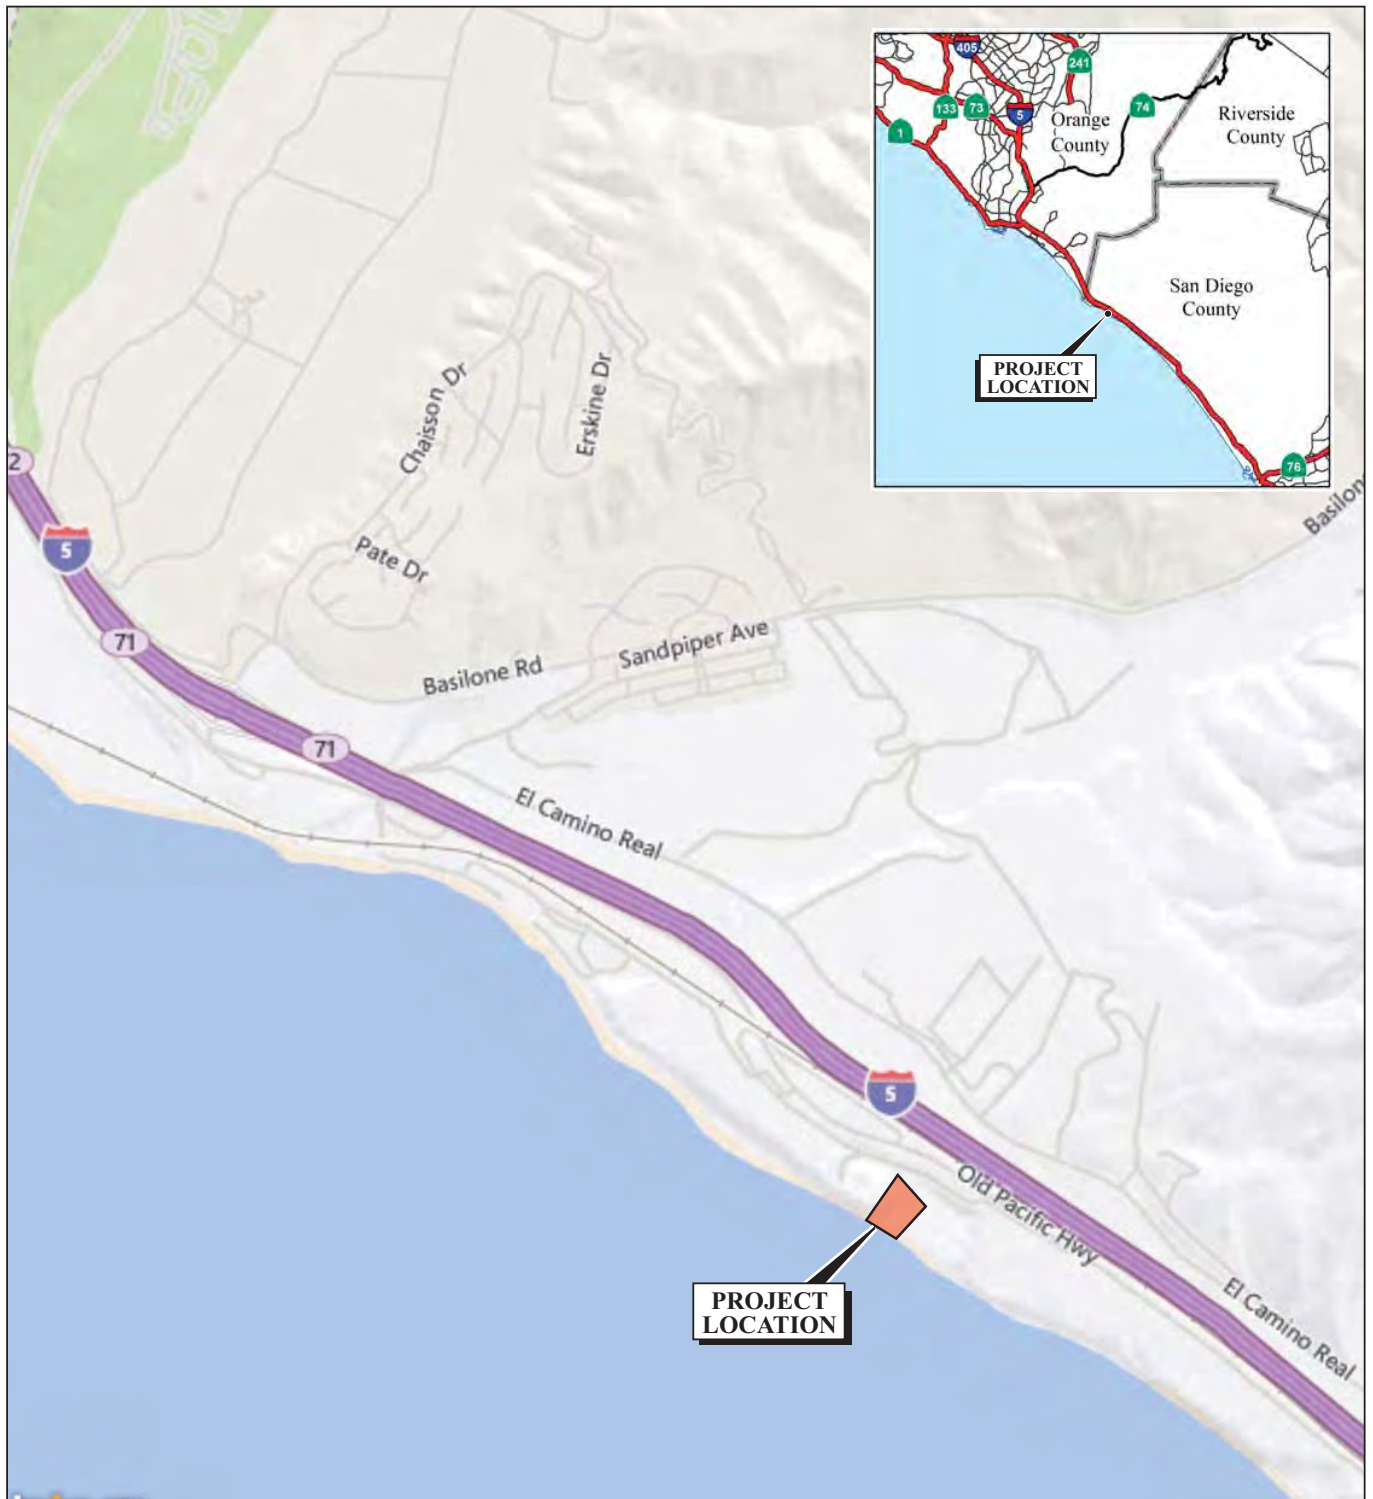 405
241
133
73
5
74
1
Orange
County
Riverside
County
San Diego
County
PROJECT
LOCATION
76
Chaisson Dr
Erskine Dr
2
5
Pate Dr
71
Basilone Rd
Sandpiper Ave
Basilon
71
El Camino Real
5
Old Pacific Hwy
PROJECT
LOCATION
El Camino Real